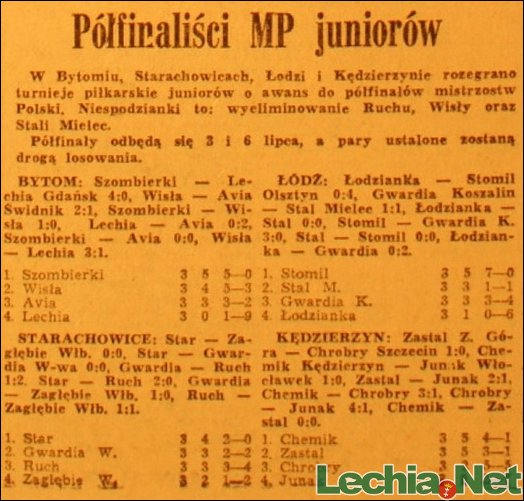 Półfinaliści MP juniorów
W Bytomiu, Starachowicach, Łodzi i Kędzierzynie rozegrano
turnieje piłkarskie juniorów o awans do półfinałów mistrzostw
Polski. Niespodzianki to: wyeliminowanie Ruchu, Wisły oraz
Stali Mielec.
Półfinały odbędą się 3 i 6 lipca, a pary ustalone zostaną
drogą losowania.
BYTOM: Szombierki — Le-
chia Gdańsk 4:0, Wisła — Avia
Świdnik 2:1, Szombierki — Wi-
sła 1:0, Lechia — Avia 0:2,
Szombierki — Avia 0:0, Wisła
— Lechia 3:1.
1. Szombierki 3 5 5—0
2. Wisła 3 4 5—3
3. Avia 3 3 3—2
4. Lechia 3 0 1—9
STARACHOWICE: Star — Za-
głębie Włb. 0:0, Star — Gwar-
dia W-wa 0:0, Gwardia — Ruch
1:2. Star — Ruch 2:0, Gwardia
— Zagłębie Włb. 1:0, Ruch —
Zagłębie Włb. 1:1.
1. Star 3 4 2—0
2. Gwardia W. 3 3 2—2
3. Ruch 3 3
4. Zagłębie W. 3 2 1—2
ŁÓDŹ: Łodzianka — Stomil
Olsztyn 0:4, Gwardia Koszalin
— Stal Mielec 1:1, Łodzianka —
Stal 0:0, Stomil — Gwardia K.
3:0, Stal — Stomil 0:0, Łodzian-
ka — Gwardia 0:2.
1. Stomil 3 5 7—0
2. Stal M. 3 3 1—1
3. Gwardia K. 3 3 3—4
4. Łodzianka 3 1 0—6
KĘDZIERZYN: Zastal Z. Gó-
ra — Chrobry Szczecin 1:0, Che-
mik Kędzierzyn — Junak Wło-
cławek 1:0, Zastal — Junak 2:1,
Chemik — Chrobry 3:1, Chrobry
— Junak 4:1, Chemik — Za-
stal 0:0.
1. Chemik 3 5 4—1
2. Zastal 3 5 3—1
3. Chrobry
4. Junak
Lechia.Net